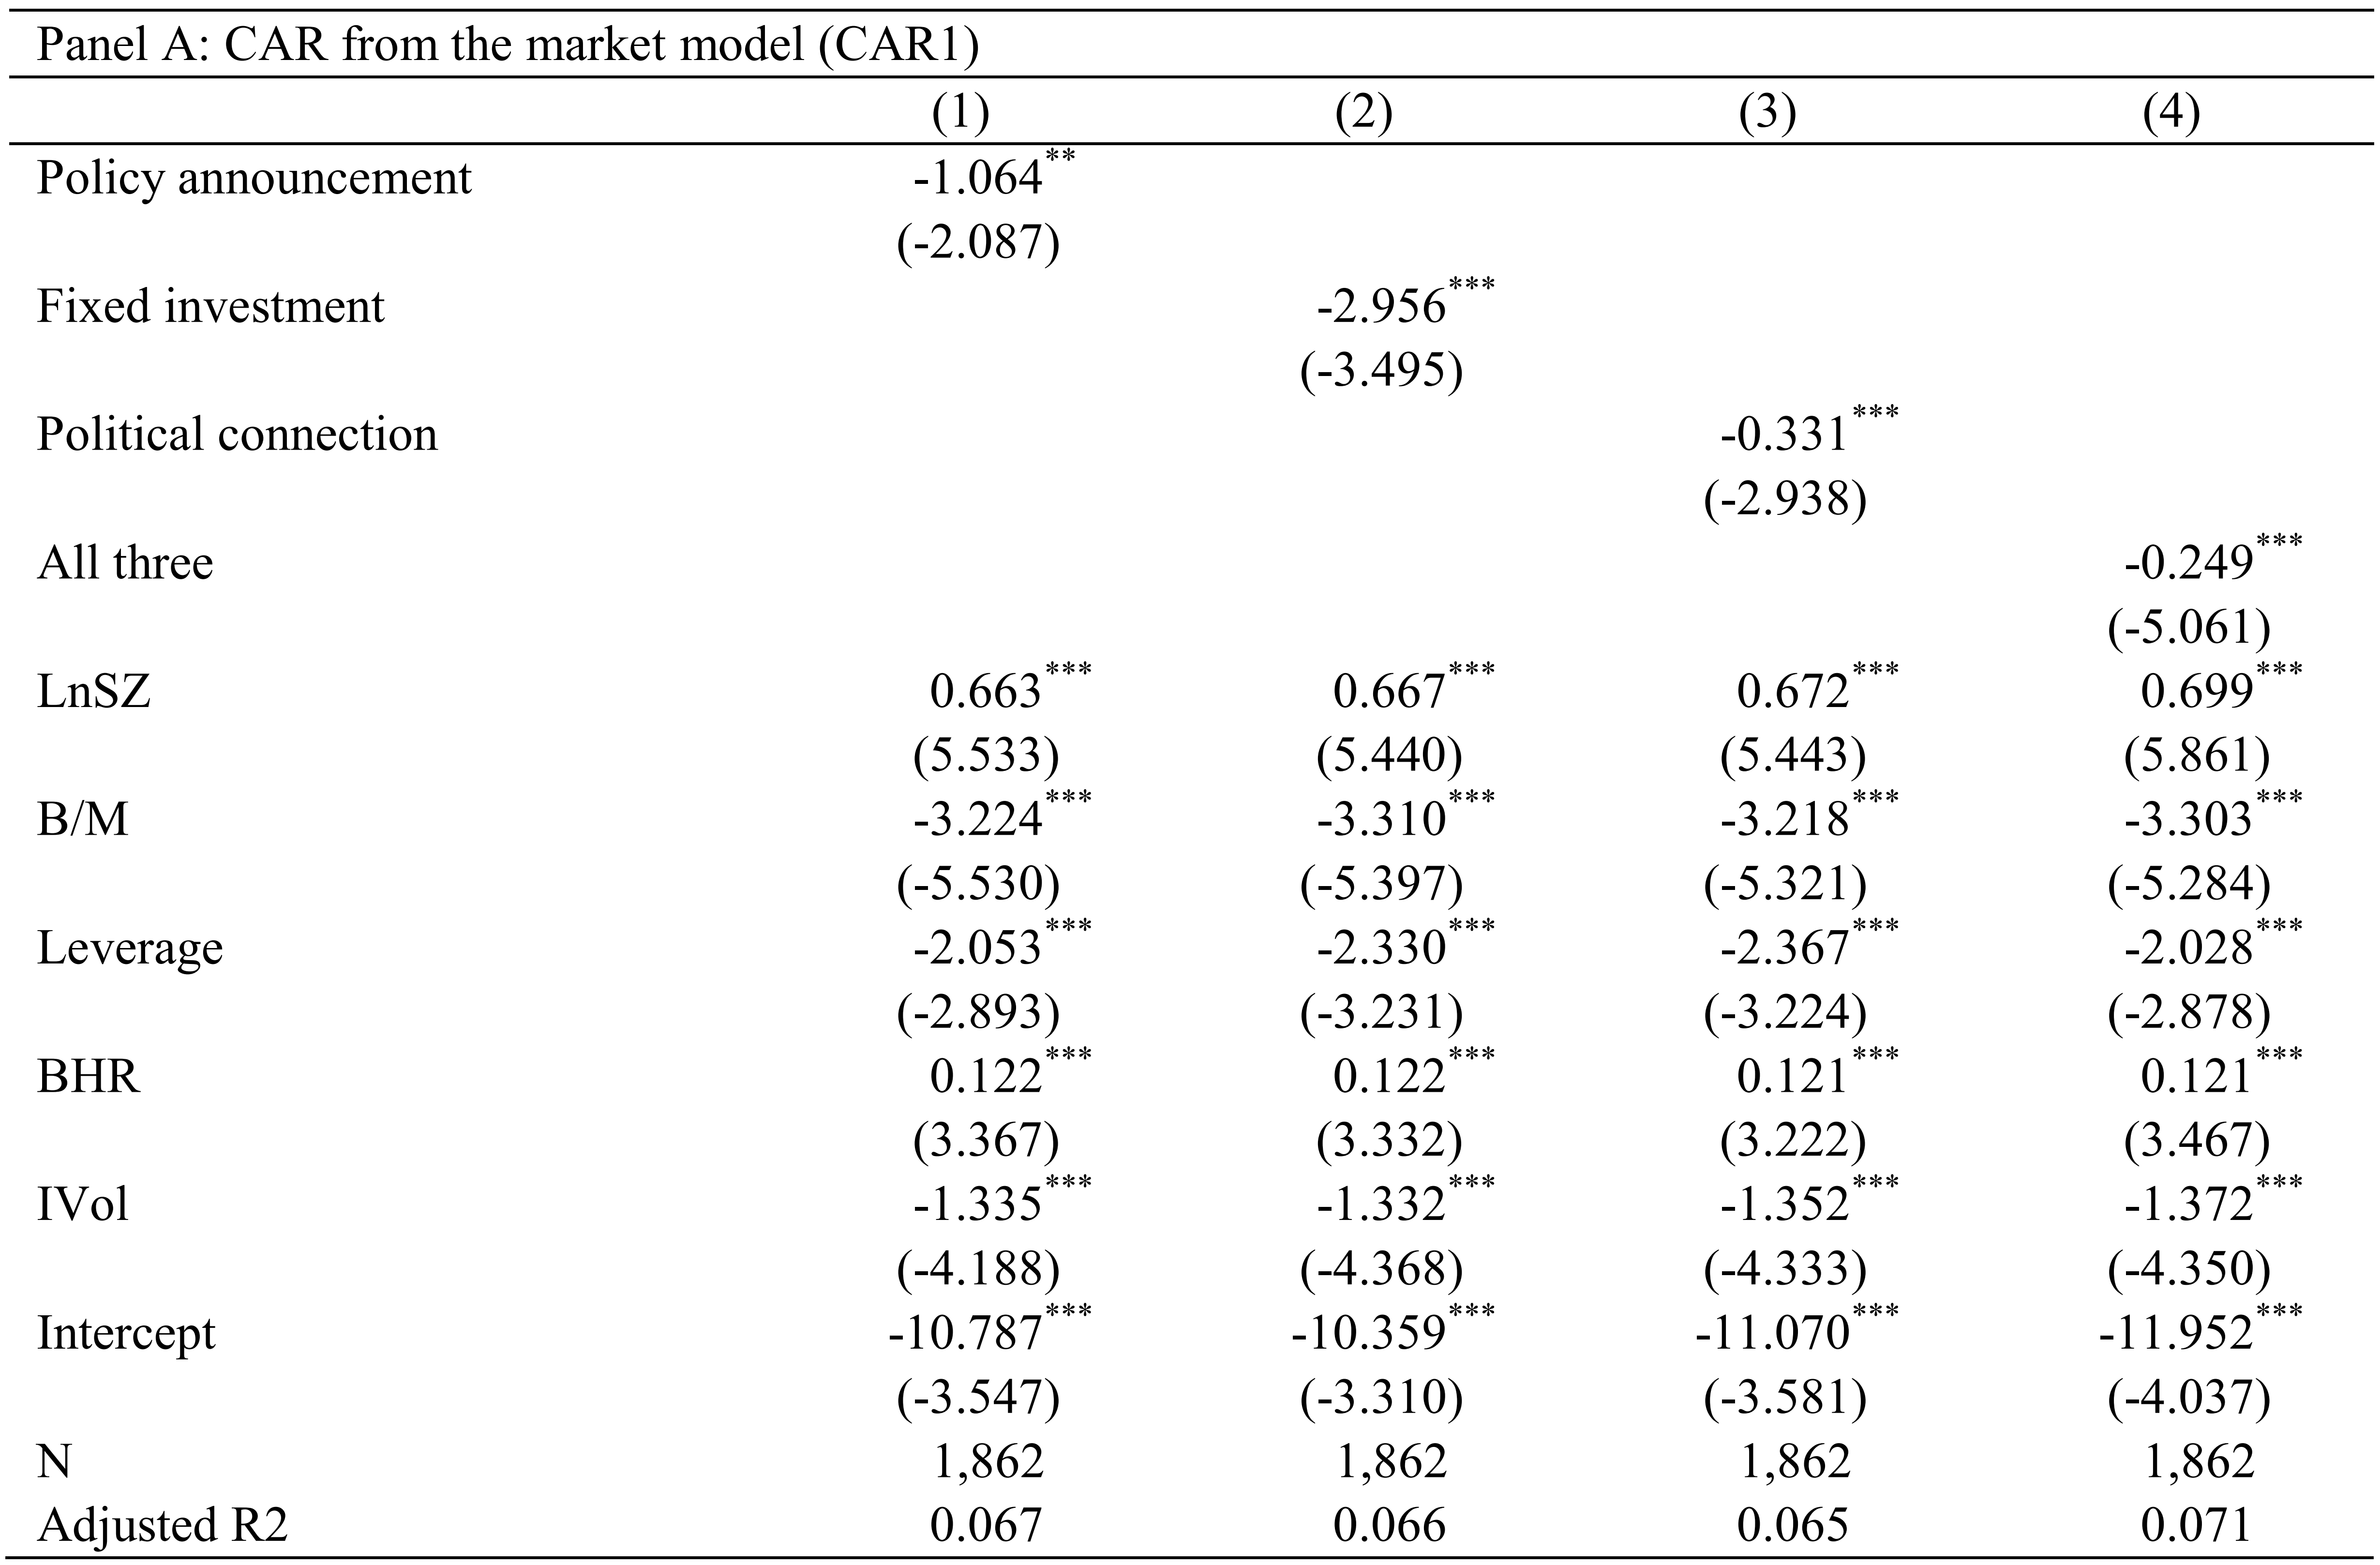 Panel A: CAR from the market model (CAR1)
(1) (2) (3) (4)
Policy announcement -1.064**
(-2.087)
Fixed investment -2.956***
(-3.495)
Political connection -0.331***
(-2.938)
All three -0.249***
(-5.061)
LnSZ 0.663*** 0.667*** 0.672*** 0.699***
(5.533) (5.440) (5.443) (5.861)
B/M -3.224*** -3.310*** -3.218*** -3.303***
(-5.530) (-5.397) (-5.321) (-5.284)
Leverage -2.053*** -2.330*** -2.367*** -2.028***
(-2.893) (-3.231) (-3.224) (-2.878)
BHR 0.122*** 0.122*** 0.121*** 0.121***
(3.367) (3.332) (3.222) (3.467)
IVol -1.335*** -1.332*** -1.352*** -1.372***
(-4.188) (-4.368) (-4.333) (-4.350)
Intercept -10.787*** -10.359*** -11.070*** -11.952***
(-3.547) (-3.310) (-3.581) (-4.037)
N 1,862 1,862 1,862 1,862
Adjusted R2 0.067 0.066 0.065 0.071